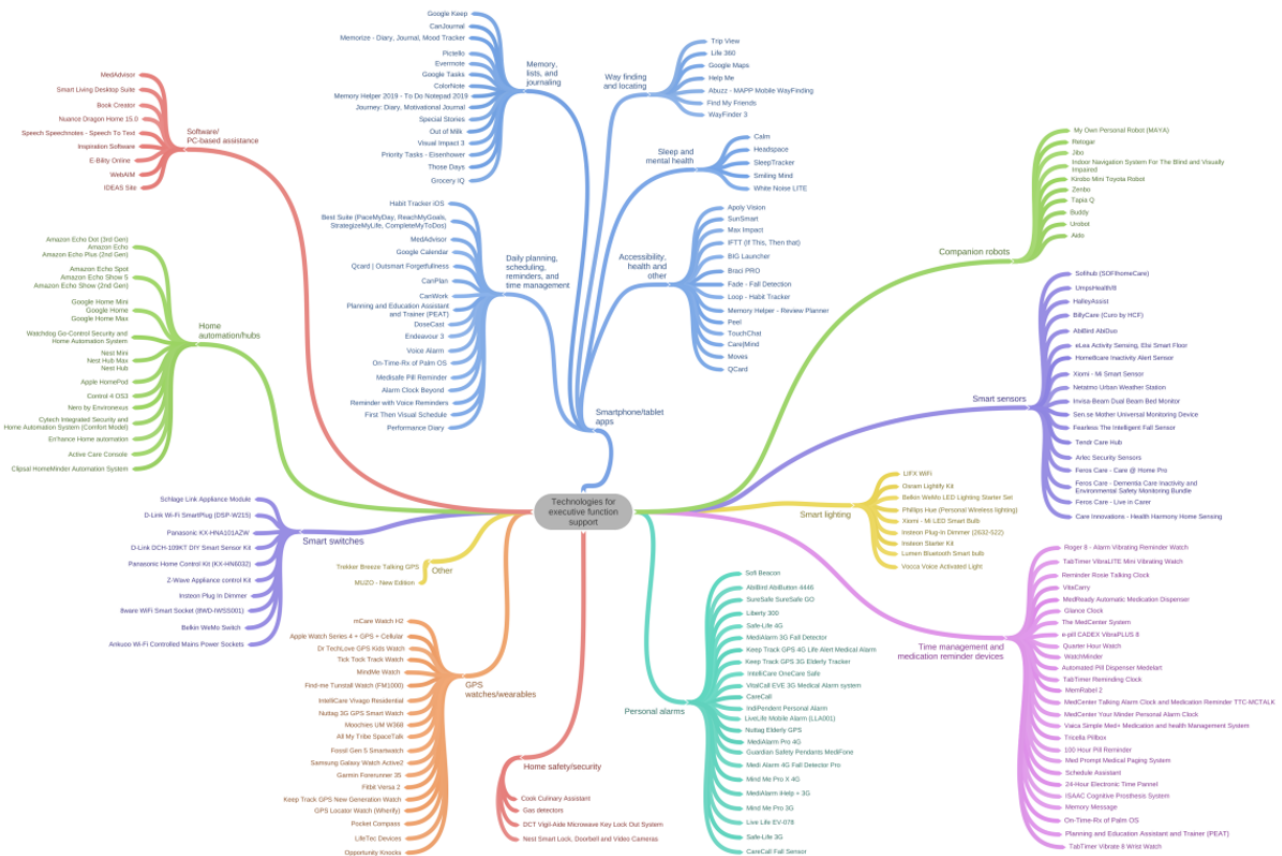 Technologies for
executive function
support
Smartphone/tablet
apps
Memory,
lists, and
journaling
Google Keep
CanJournal
Memorize - Diary, Journal, Mood Tracker
Pictello
Evernote
Google Tasks
ColorNote
Memory Helper 2019 - To Do Notepad 2019
Journey: Diary, Motivational Journal
Special Stories
Out of Milk
Visual Impact 3
Priority Tasks - Eisenhower
Those Days
Grocery IQ
Daily planning,
scheduling,
reminders, and
time management
Habit Tracker iOS
Best Suite (PaceMyDay, ReachMyGoals,
StrategizeMyLife, CompleteMyToDos)
MedAdvisor
Google Calendar
Qcard | Outsmart Forgetfullness
CanPlan
CanWork
Planning and Education Assistant
and Trainer (PEAT)
DoseCast
Endeavour 3
Voice Alarm
On-Time-Rx of Palm OS
Medisafe Pill Reminder
Alarm Clock Beyond
Reminder with Voice Reminders
First Then Visual Schedule
Performance Diary
Way finding
and locating
Trip View
Life 360
Google Maps
Help Me
Abuzz - MAPP Mobile WayFinding
Find My Friends
WayFinder 3
Sleep and
mental health
Calm
Headspace
SleepTracker
Smiling Mind
White Noise LITE
Accessibility,
health and
other
Apoly Vision
SunSmart
Max Impact
IFTT (If This, Then that)
BIG Launcher
Braci PRO
Fade - Fall Detection
Loop - Habit Tracker
Memory Helper - Review Planner
Peel
TouchChat
Care|Mind
Moves
QCard
Software/
PC-based assistance
MedAdvisor
Smart Living Desktop Suite
Book Creator
Nuance Dragon Home 15.0
Speech Speechnotes - Speech To Text
Inspiration Software
E-Bility Online
WebAIM
IDEAS Site
Home
automation/hubs
Amazon Echo Dot (3rd Gen)
Amazon Echo
Amazon Echo Plus (2nd Gen)
Amazon Echo Spot
Amazon Echo Show 5
Amazon Echo Show (2nd Gen)
Google Home Mini
Google Home
Google Home Max
Watchdog Go-Control Security and
Home Automation System
Nest Mini
Nest Hub Max
Nest Hub
Apple HomePod
Control 4 OS3
Nero by Environexus
Cytech Integrated Security and
Home Automation System (Comfort Model)
En'hance Home automation
Active Care Console
Clipsal HomeMinder Automation System
Smart switches
Schlage Link Appliance Module
D-Link Wi-Fi SmartPlug (DSP-W215)
Panasonic KX-HNA101AZW
D-Link DCH-109KT DIY Smart Sensor Kit
Panasonic Home Control Kit (KX-HN6032)
Z-Wave Appliance control Kit
Insteon Plug In Dimmer
Bware WiFi Smart Socket (BWD-IWSS001)
Belkin WeMo Switch
Ankuoo Wi-Fi Controlled Mains Power Sockets
Other
Trekker Breeze Talking GPS
MUZO - New Edition
GPS
watches/wearables
mCare Watch H2
Apple Watch Series 4 + GPS + Cellular
Dr TechLove GPS Kids Watch
Tick Tock Track Watch
MindMe Watch
Find-me Tunstall Watch (FM1000)
IntelliCare Vivago Residential
Nuttag 3G GPS Smart Watch
Moochies UM W368
All My Tribe SpaceTalk
Fossil Gen 5 Smartwatch
Samsung Galaxy Watch Active2
Garmin Forerunner 35
Fitbit Versa 2
Keep Track GPS New Generation Watch
GPS Locator Watch (Wherify)
Pocket Compass
LifeTec Devices
Opportunity Knocks
Home safety/security
Cook Culinary Assistant
Gas detectors
DCT Vigil-Aide Microwave Key Lock Out System
Nest Smart Lock, Doorbell and Video Cameras
Personal alarms
Soft Beacon
AbiBird AbiButton 4446
SureSafe SureSafe GO
Liberty 300
Safe-Life 4G
MediAlarm 3G Fall Detector
Keep Track GPS 4G Life Alert Medical Alarm
Keep Track GPS 3G Elderly Tracker
IntelliCare OneCare Safe
VitalCall EVE 3G Medical Alarm system
CareCall
IndiPendent Personal Alarm
LiveLife Mobile Alarm (LLA001)
Nuttag Elderly GPS
MediAlarm Pro 4G
Guardian Safety Pendants MediFone
Medi Alarm 4G Fall Detector Pro
Mind Me Pro X 4G
MediAlarm iHelp + 3G
Mind Me Pro 3G
Live Life EV-078
Safe-Life 3G
CareCall Fall Sensor
Companion robots
My Own Personal Robot (MAYA)
Retogar
Jibo
Indoor Navigation System For The Blind and Visually
Impaired
Kirobo Mini Toyota Robot
Zenbo
Tapia Q
Buddy
Urobot
Aido
Smart sensors
Sofihub (SOFIhomeCare)
UmpsHealth/8
HalleyAssist
BillyCare (Curo by HCF)
AbiBird AbiDuo
eLea Activity Sensing, Elsi Smart Floor
Home8care Inactivity Alert Sensor
Xiomi - Mi Smart Sensor
Netatmo Urban Weather Station
Invisa Beam Dual Beam Bed Monitor
Sen.se Mother Universal Monitoring Device
Fearless The Intelligent Fall Sensor
Tendr Care Hub
Arlec Security Sensors
Feros Care - Care @ Home Pro
Feros Care - Dementia Care Inactivity and
Environmental Safety Monitoring Bundle
Feros Care - Live in Carer
Care Innovations - Health Harmony Home Sensing
Smart lighting
LIFX WiFi
Osram Lightify Kit
Belkin WeMo LED Lighting Starter Set
Phillips Hue (Personal Wireless lighting)
Xiomi - Mi LED Smart Bulb
Insteon Plug-In Dimmer (2632-522)
Insteon Starter Kit
Lumen Bluetooth Smart bulb
Vocca Voice Activated Light
Time management and
medication reminder devices
Roger 8 - Alarm Vibrating Reminder Watch
TabTimer VibraLITE Mini Vibrating Watch
Reminder Rosie Talking Clock
VitaCarry
MedReady Automatic Medication Dispenser
Glance Clock
The MedCenter System
e-pill CADEX VibraPLUS 8
Quarter Hour Watch
WatchMinder
Automated Pill Dispenser Medelart
TabTimer Reminding Clock
MemRabel 2
MedCenter Talking Alarm Clock and Medication Reminder TTC-MCTALK
MedCenter Your Minder Personal Alarm Clock
Vaica Simple Med+ Medication and health Management System
Tricella Pillbox
100 Hour Pill Reminder
Med Prompt Medical Paging System
Schedule Assistant
24-Hour Electronic Time Pannel
ISAAC Cognitive Prosthesis System
Memory Message
On-Time-Rx of Palm OS
Planning and Education Assistant and Trainer (PEAT)
TabTimer Vibrate 8 Wrist Watch